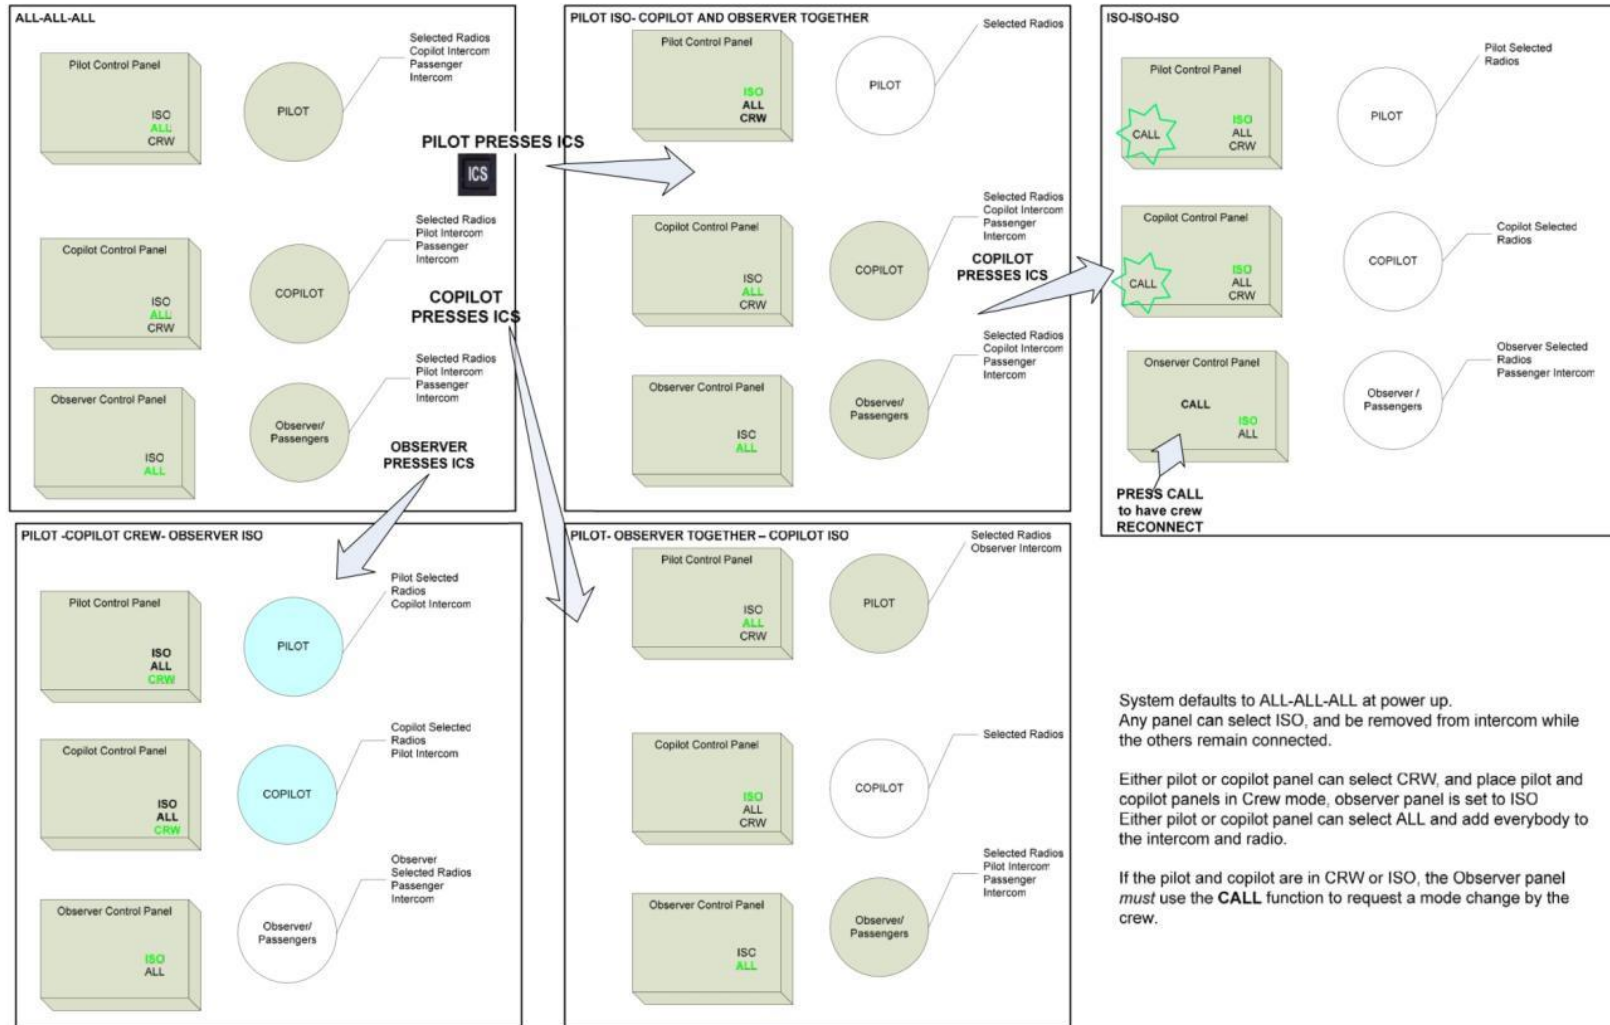 ALL-ALL-ALL
Pilot Control Panel
ISO
ALL
CRW
PILOT
Selected Radios
Copilot Intercom
Passenger
Intercom
PILOT PRESSES ICS
ICS
Copilot Control Panel
ISO
ALL
CRW
COPILOT
Selected Radios
Pilot Intercom
Passenger
Intercom
COPILOT
PRESSES ICS
Observer Control Panel
ISO
ALL
Observer/
Passengers
Selected Radios
Pilot Intercom
Passenger
Intercom
OBSERVER
PRESSES ICS
PILOT ISO- COPILOT AND OBSERVER TOGETHER
Pilot Control Panel
ISO
ALL
CRW
PILOT
Selected Radios
Copilot Control Panel
ISO
ALL
CRW
COPILOT
Selected Radios
Copilot Intercom
Passenger
Intercom
COPILOT
PRESSES ICS
Observer Control Panel
ISC
ALL
Observer/
Passengers
Selected Radios
Copilot Intercom
Passenger
Intercom
ISO-ISO-ISO
Pilot Control Panel
CALL
ISO
ALL
CRW
PILOT
Pilot Selected
Radios
Copilot Control Panel
CALL
ISO
ALL
CRW
COPILOT
Copilot Selected
Radios
Onserver Control Panel
CALL
ISO
ALL
Observer /
Passengers
Observer Selected
Radios
Passenger Intercom
PRESS CALL
to have crew
RECONNECT
PILOT -COPILOT CREW- OBSERVER ISO
Pilot Control Panel
ISO
ALL
CRW
PILOT
Pilot Selected
Radios
Copilot Intercom
Copilot Control Panel
ISO
ALL
CRW
COPILOT
Copilot Selected
Radios
Pilot Intercom
Observer Control Panel
ISO
ALL
Observer/
Passengers
Observer
Selected Radios
Passenger
Intercom
PILOT- OBSERVER TOGETHER – COPILOT ISO
Pilot Control Panel
ISO
ALL
CRW
PILOT
Selected Radios
Observer Intercom
Copilot Control Panel
ISO
ALL
CRW
COPILOT
Selected Radios
Observer Control Panel
ISC
ALL
Observer/
Passengers
Selected Radios
Pilot Intercom
Passenger
Intercom
System defaults to ALL-ALL-ALL at power up.
Any panel can select ISO, and be removed from intercom while
the others remain connected.
Either pilot or copilot panel can select CRW, and place pilot and
copilot panels in Crew mode, observer panel is set to ISO
Either pilot or copilot panel can select ALL and add everybody to
the intercom and radio.
If the pilot and copilot are in CRW or ISO, the Observer panel
must use the CALL function to request a mode change by the
crew.